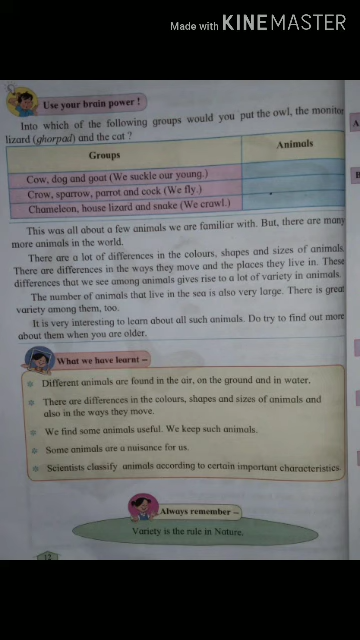 Made with KINEMASTER
Use your brain power !
Into which of the following groups would you put the owl, the monitor
lizard (ghorpad) and the cat ?
Groups
Animals
Cow, dog and goat (We suckle our young.)
Crow, sparrow, parrot and cock (We fly.)
Chameleon, house lizard and snake (We crawl.)
This was all about a few animals we are familiar with. But, there are many
more animals in the world.
There are a lot of differences in the colours, shapes and sizes of animals.
There are differences in the ways they move and the places they live in. These
differences that we see among animals gives rise to a lot of variety in animals.
The number of animals that live in the sea is also very large. There is great
variety among them, too.
It is very interesting to learn about all such animals. Do try to find out more
about them when you are older.
What we have learnt –
Different animals are found in the air, on the ground and in water.
There are differences in the colours, shapes and sizes of animals and
also in the ways they move.
We find some animals useful. We keep such animals.
Some animals are a nuisance for us.
Scientists classify animals according to certain important characteristics
Always remember –
Variety is the rule in Nature.
12